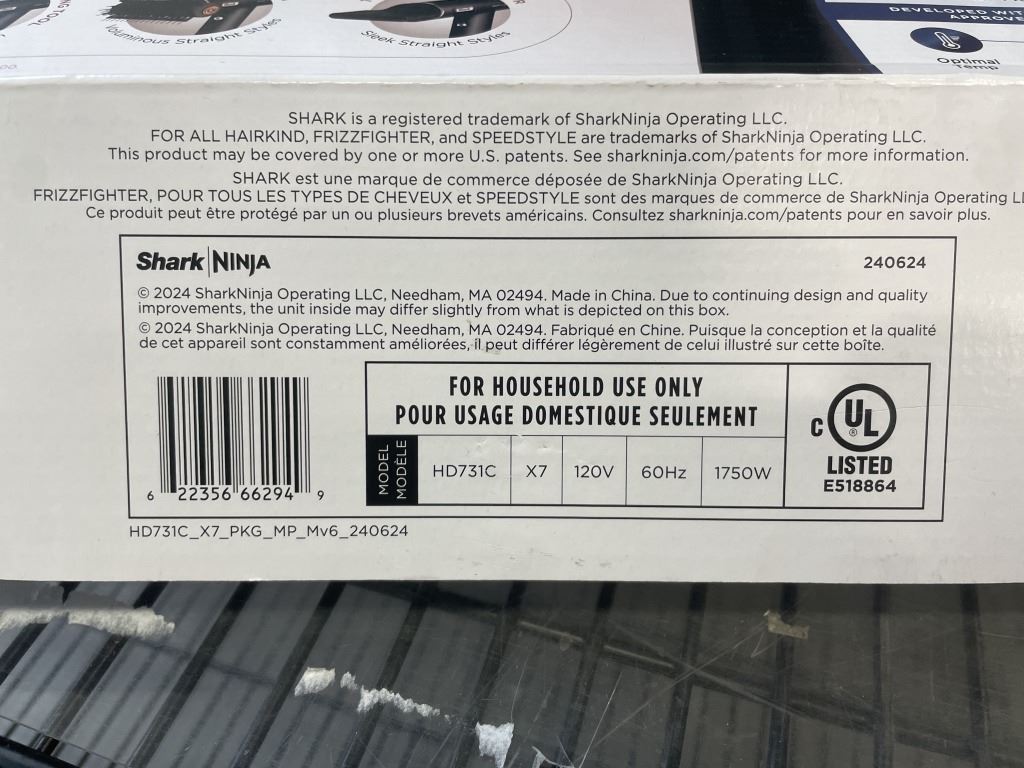 Voluminous Straight Styles
Sleek Straight Styles
DEVELOPED WIT
APPROVE
Optimal
Temp
SHARK is a registered trademark of SharkNinja Operating LLC.
FOR ALL HAIRKIND, FRIZZFIGHTER, and SPEEDSTYLE are trademarks of SharkNinja Operating LLC.
This product may be covered by one or more U.S. patents. See sharkninja.com/patents for more information.
SHARK est une marque de commerce déposée de SharkNinja Operating LLC.
FRIZZFIGHTER, POUR TOUS LES TYPES DE CHEVEUX et SPEEDSTYLE sont des marques de commerce de SharkNinja Operating LL
Ce produit peut être protégé par un ou plusieurs brevets américains. Consultez sharkninja.com/patents pour en savoir plus.
Shark|NINJA 240624
© 2024 SharkNinja Operating LLC, Needham, MA 02494. Made in China. Due to continuing design and quality
improvements, the unit inside may differ slightly from what is depicted on this box.
© 2024 SharkNinja Operating LLC, Needham, MA 02494. Fabriqué en Chine. Puisque la conception et la qualité
de cet appareil sont constamment améliorées, il peut différer légèrement de celui illustré sur cette boîte.
FOR HOUSEHOLD USE ONLY
POUR USAGE DOMESTIQUE SEULEMENT
MODEL
MODÈLE
HD731C X7 120V 60Hz 1750W
C UL ®
LISTED
E518864
6 22356 66294 9
HD731C_X7_PKG_MP_Mv6_240624